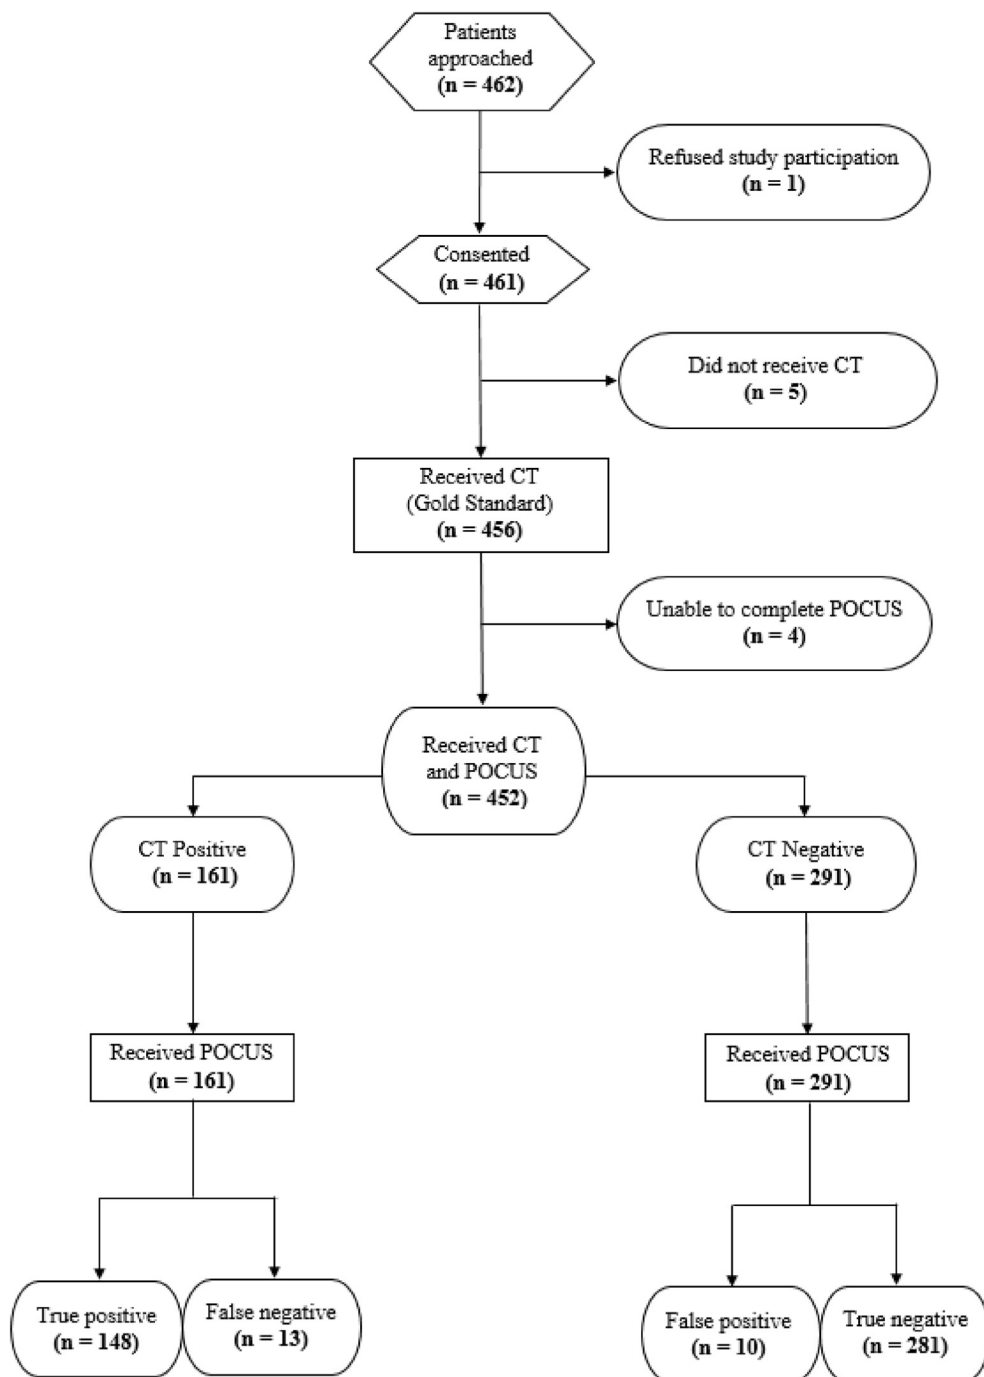 Patients
approached
(n = 462)
Refused study participation
(n = 1)
Consented
(n = 461)
Did not receive CT
(n = 5)
Received CT
(Gold Standard)
(n = 456)
Unable to complete POCUS
(n = 4)
Received CT
and POCUS
(n = 452)
CT Positive
(n = 161)
CT Negative
(n = 291)
Received POCUS
(n = 161)
Received POCUS
(n = 291)
True positive
(n = 148)
False negative
(n = 13)
False positive
(n = 10)
True negative
(n = 281)